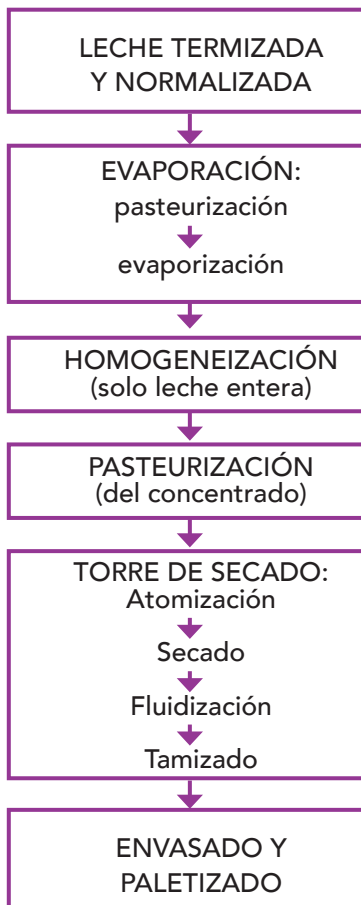 LECHE TERMIZADA
Y NORMALIZADA
EVAPORACIÓN:
pasteurización
evaporización
HOMOGENEIZACIÓN
(solo leche entera)
PASTEURIZACIÓN
(del concentrado)
TORRE DE SECADO:
Atomización
Secado
Fluidización
Tamizado
ENVASADO Y
PALETIZADO